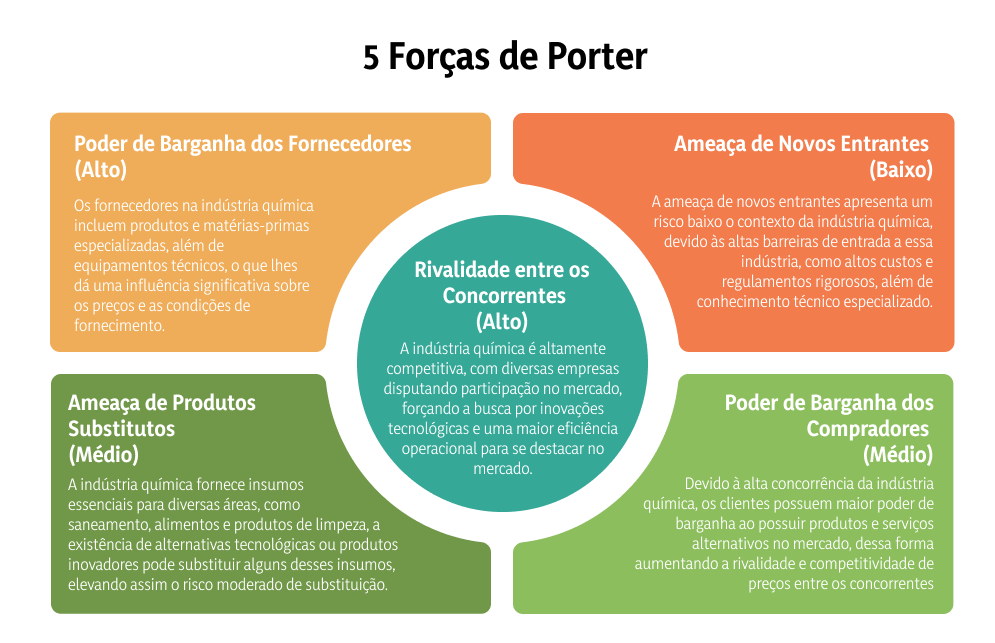 5 Forças de Porter
Poder de Barganha dos Fornecedores
(Alto)
Os fornecedores na indústria química
incluem produtos e matérias-primas
especializadas, além de
equipamentos técnicos, o que lhes
dá uma influência significativa sobre
os preços e as condições de
fornecimento.
Ameaça de Novos Entrantes
(Baixo)
A ameaça de novos entrantes apresenta um
risco baixo o contexto da indústria química,
devido às altas barreiras de entrada a essa
indústria, como altos custos e
regulamentos rigorosos, além de
conhecimento técnico especializado.
Rivalidade entre os
Concorrentes
(Alto)
A indústria química é altamente
competitiva, com diversas empresas
disputando participação no mercado,
forçando a busca por inovações
tecnológicas e uma maior eficiência
operacional para se destacar no
mercado.
Ameaça de Produtos
Substitutos
(Médio)
A indústria química fornece insumos
essenciais para diversas áreas, como
saneamento, alimentos e produtos de limpeza, a
existência de alternativas tecnológicas ou produtos
inovadores pode substituir alguns desses insumos,
elevando assim o risco moderado de substituição.
Poder de Barganha dos
Compradores
(Médio)
Devido à alta concorrência da indústria
química, os clientes possuem maior poder de
barganha ao possuir produtos e serviços
alternativos no mercado, dessa forma
aumentando a rivalidade e competitividade de
preços entre os concorrentes